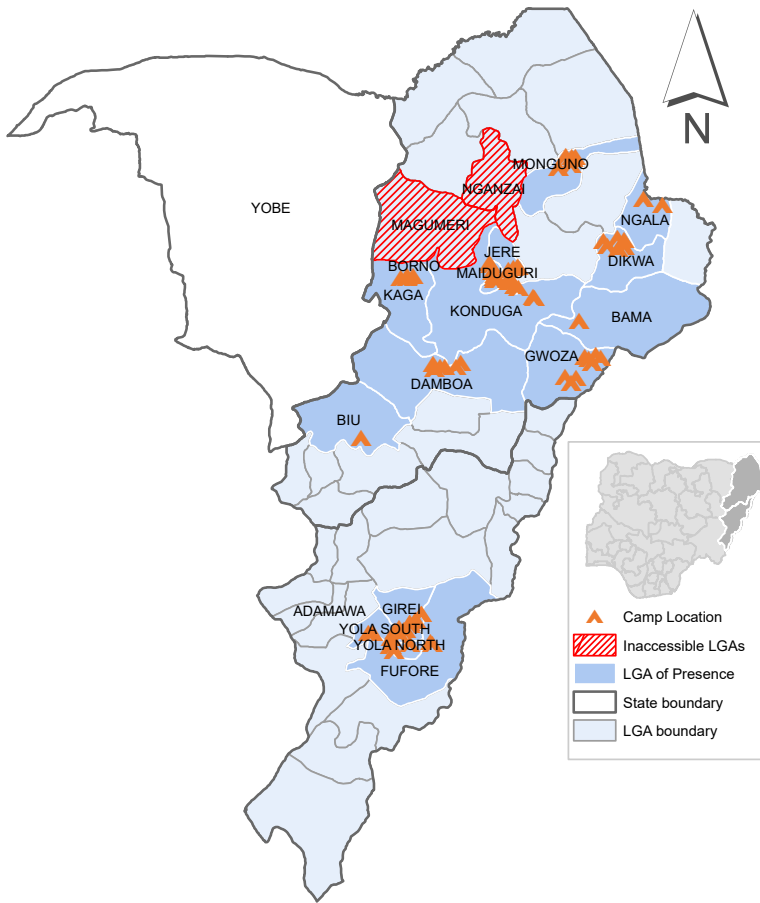 N
MONGUNO
NGANZAI
YOBE
NGALA
MAGUMERI
JERE
DIKWA
BORNO
MAIDUGURI
KAGA
KONDUGA
BAMA
GWOZA
DAMBOA
BIU
ADAMAWA
GIREI
YOLA SOUTH
YOLA NORTH
FUFORE
Camp Location
Inaccessible LGAs
LGA of Presence
State boundary
LGA boundary